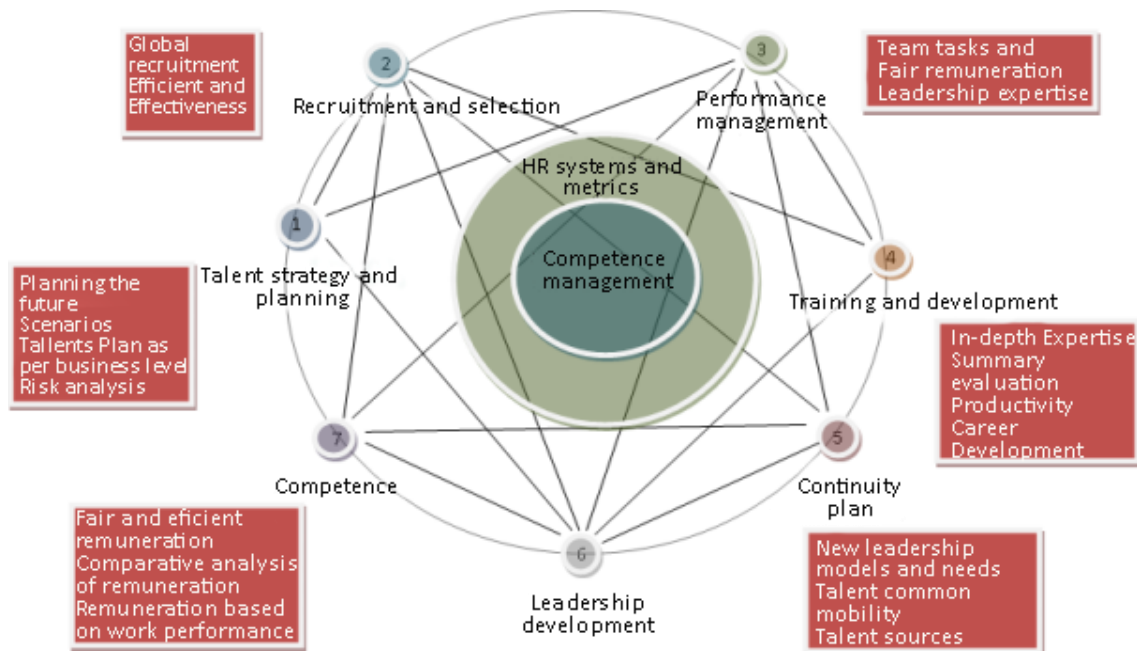 Global
recruitment
Efficient and
Effectiveness
2
Recruitment and selection
3
Performance
management
Team tasks and
Fair remuneration
Leadership expertise
HR systems and
metrics
Competence
management
1
Talent strategy and
planning
Planning the
future
Scenarios
Tallents Plan as
per business level
Risk analysis
4
Training and development
In-depth Expertise
Summary
evaluation
Productivity
Career
Development
7
Competence
Fair and eficient
remuneration
Comparative analysis
of remuneration
Remuneration based
on work performance
6
Leadership
development
5
Continuity
plan
New leadership
models and needs
Talent common
mobility
Talent sources